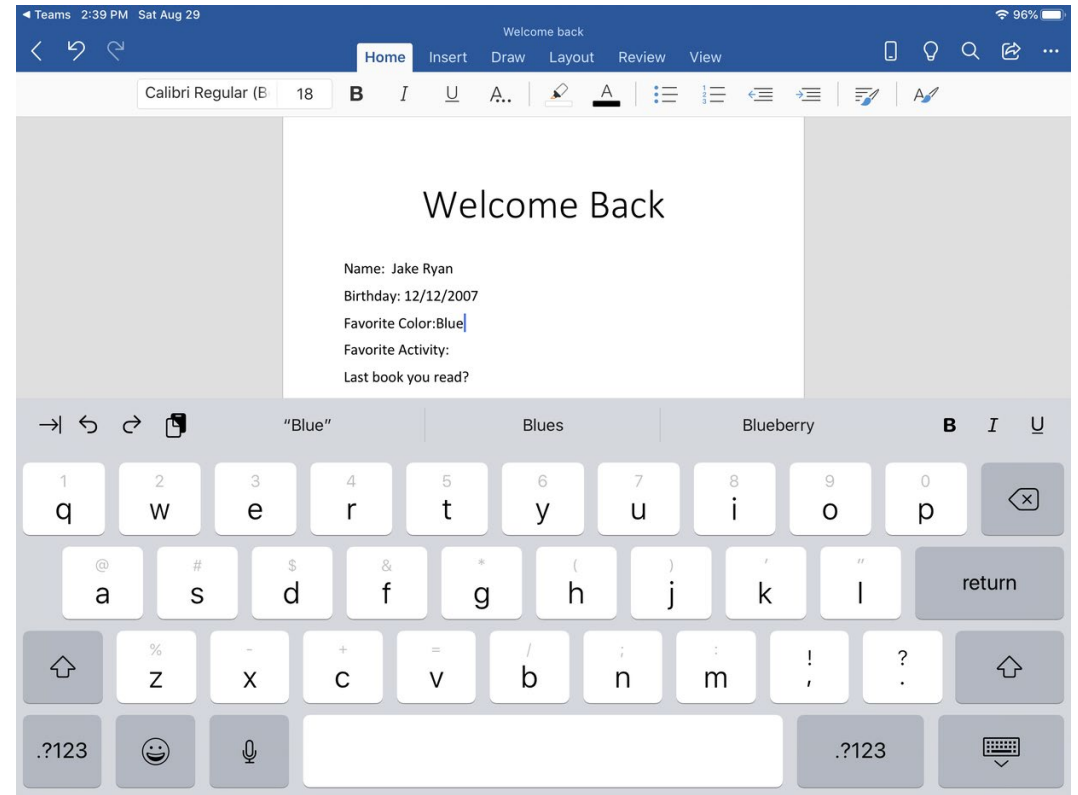 ◄ Teams 2:39 PM Sat Aug 29 96%
Welcome back
Home Insert Draw Layout Review View
Calibri Regular (B 18 B I U A.. A
Welcome Back
Name: Jake Ryan
Birthday: 12/12/2007
Favorite Color:Blue
Favorite Activity:
Last book you read?
“Blue” Blues Blueberry B I U
1 2 3 4 5 6 7 8 9 0
q w e r t y u i o p
@ # $ & * ( ) ' "
a s d f g h j k l return
% - + = / ; : ! ?
z x c v b n m , .
.?123 .?123